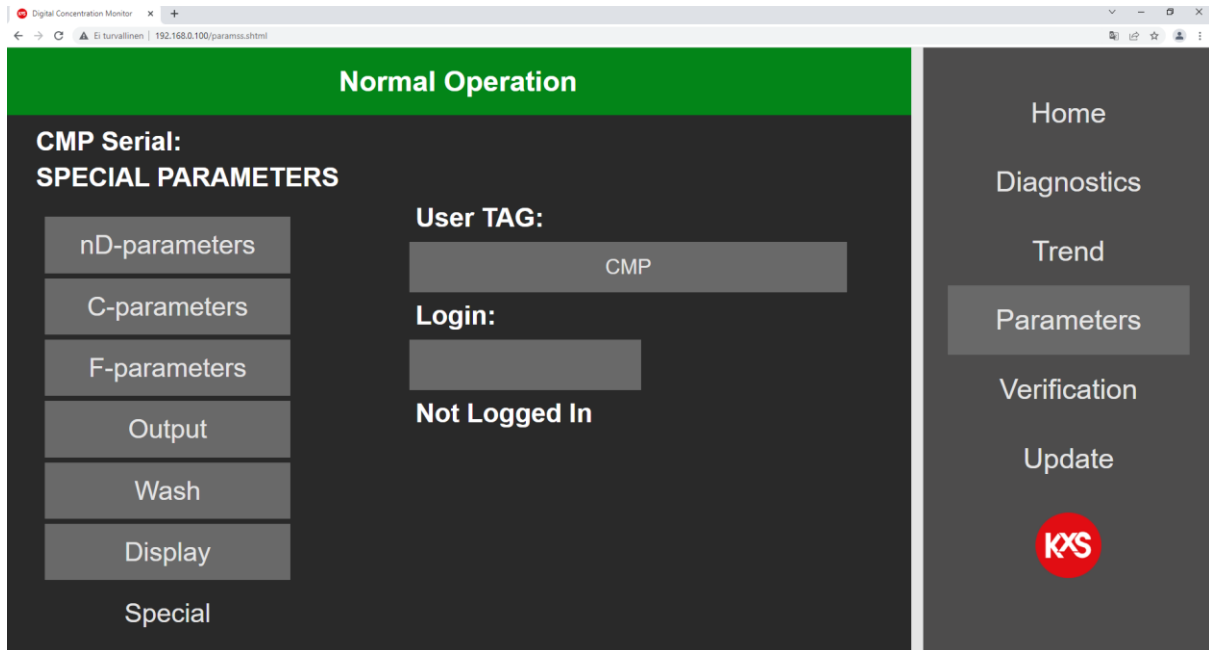 Digital Concentration Monitor
Ei turvallinen | 192.168.0.100/paramss.shtml
Normal Operation
CMP Serial:
SPECIAL PARAMETERS
nD-parameters
C-parameters
F-parameters
Output
Wash
Display
Special
User TAG:
CMP
Login:
Not Logged In
Home
Diagnostics
Trend
Parameters
Verification
Update
KXS